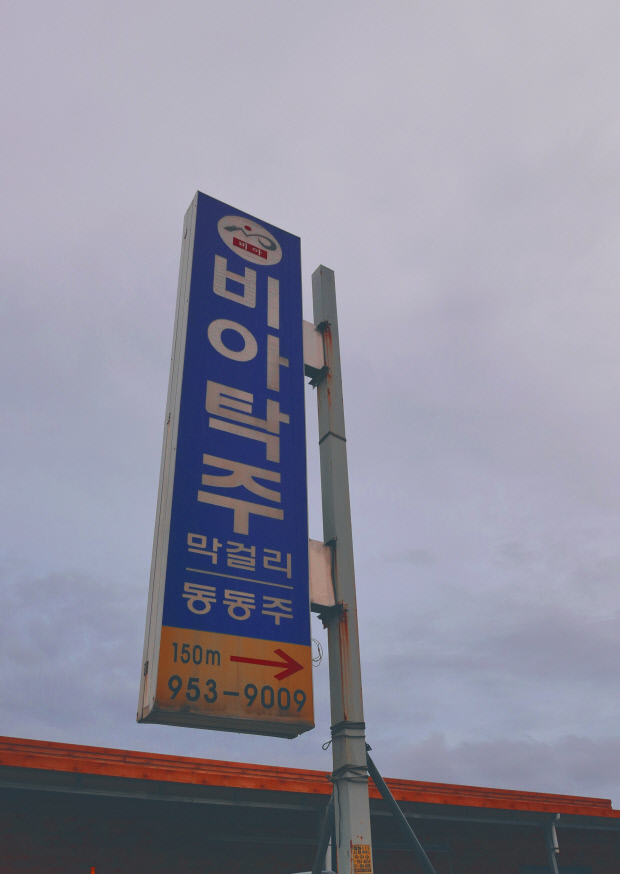 비아
비아탁주
막걸리
동동주
150m →
953-9009